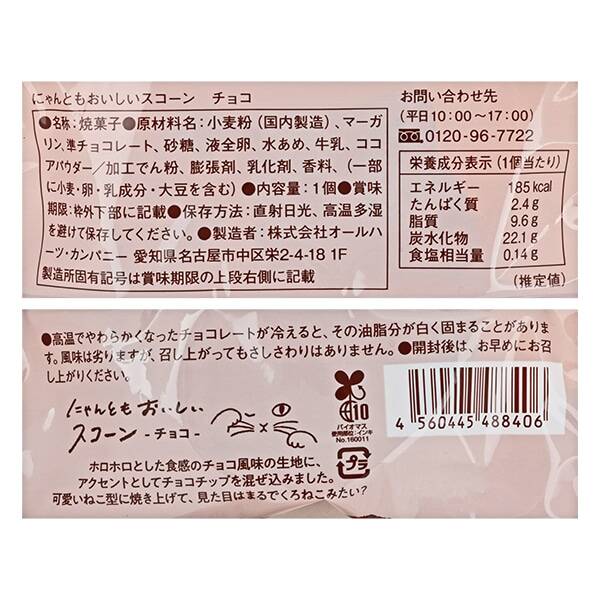 にゃんともおいしいスコーン　チョコ
●名称:焼菓子●原材料名:小麦粉(国内製造)、マーガ
リン、準チョコレート、砂糖、液全卵、水あめ、牛乳、ココ
アパウダー/加工でん粉、膨張剤、乳化剤、香料、(一部
に小麦・卵・乳成分・大豆を含む)●内容量:1個●賞味
期限:枠外下部に記載●保存方法:直射日光、高温多湿
を避けて保存してください。●製造者:株式会社オールハ
ーツ・カンパニー 愛知県名古屋市中区栄2-4-18 1F
製造所固有記号は賞味期限の上段右側に記載
お問い合わせ先
(平日10:00〜17:00)
0120-96-7722
栄養成分表示(1個当たり)
エネルギー 185kcal
たんぱく質 2.4g
脂質 9.6g
炭水化物 22.1g
食塩相当量 0.14g
(推定値)
●高温でやわらかくなったチョコレートが冷えると、その油脂分が白く固まることがありま
す。風味は劣りますが、召し上がってもさしさわりはありません。●開封後は、お早めにお召
し上がりください。
にゃんともおいしい
スコーン -チョコ-
ホロホロとした食感のチョコ風味の生地に、
アクセントとしてチョコチップを混ぜ込みました。
可愛いねこ型に焼き上げて、見た目はまるでくろねこみたい?
10
バイオマス
使用部位:インキ
No.160011
プラ
4 560445 488406